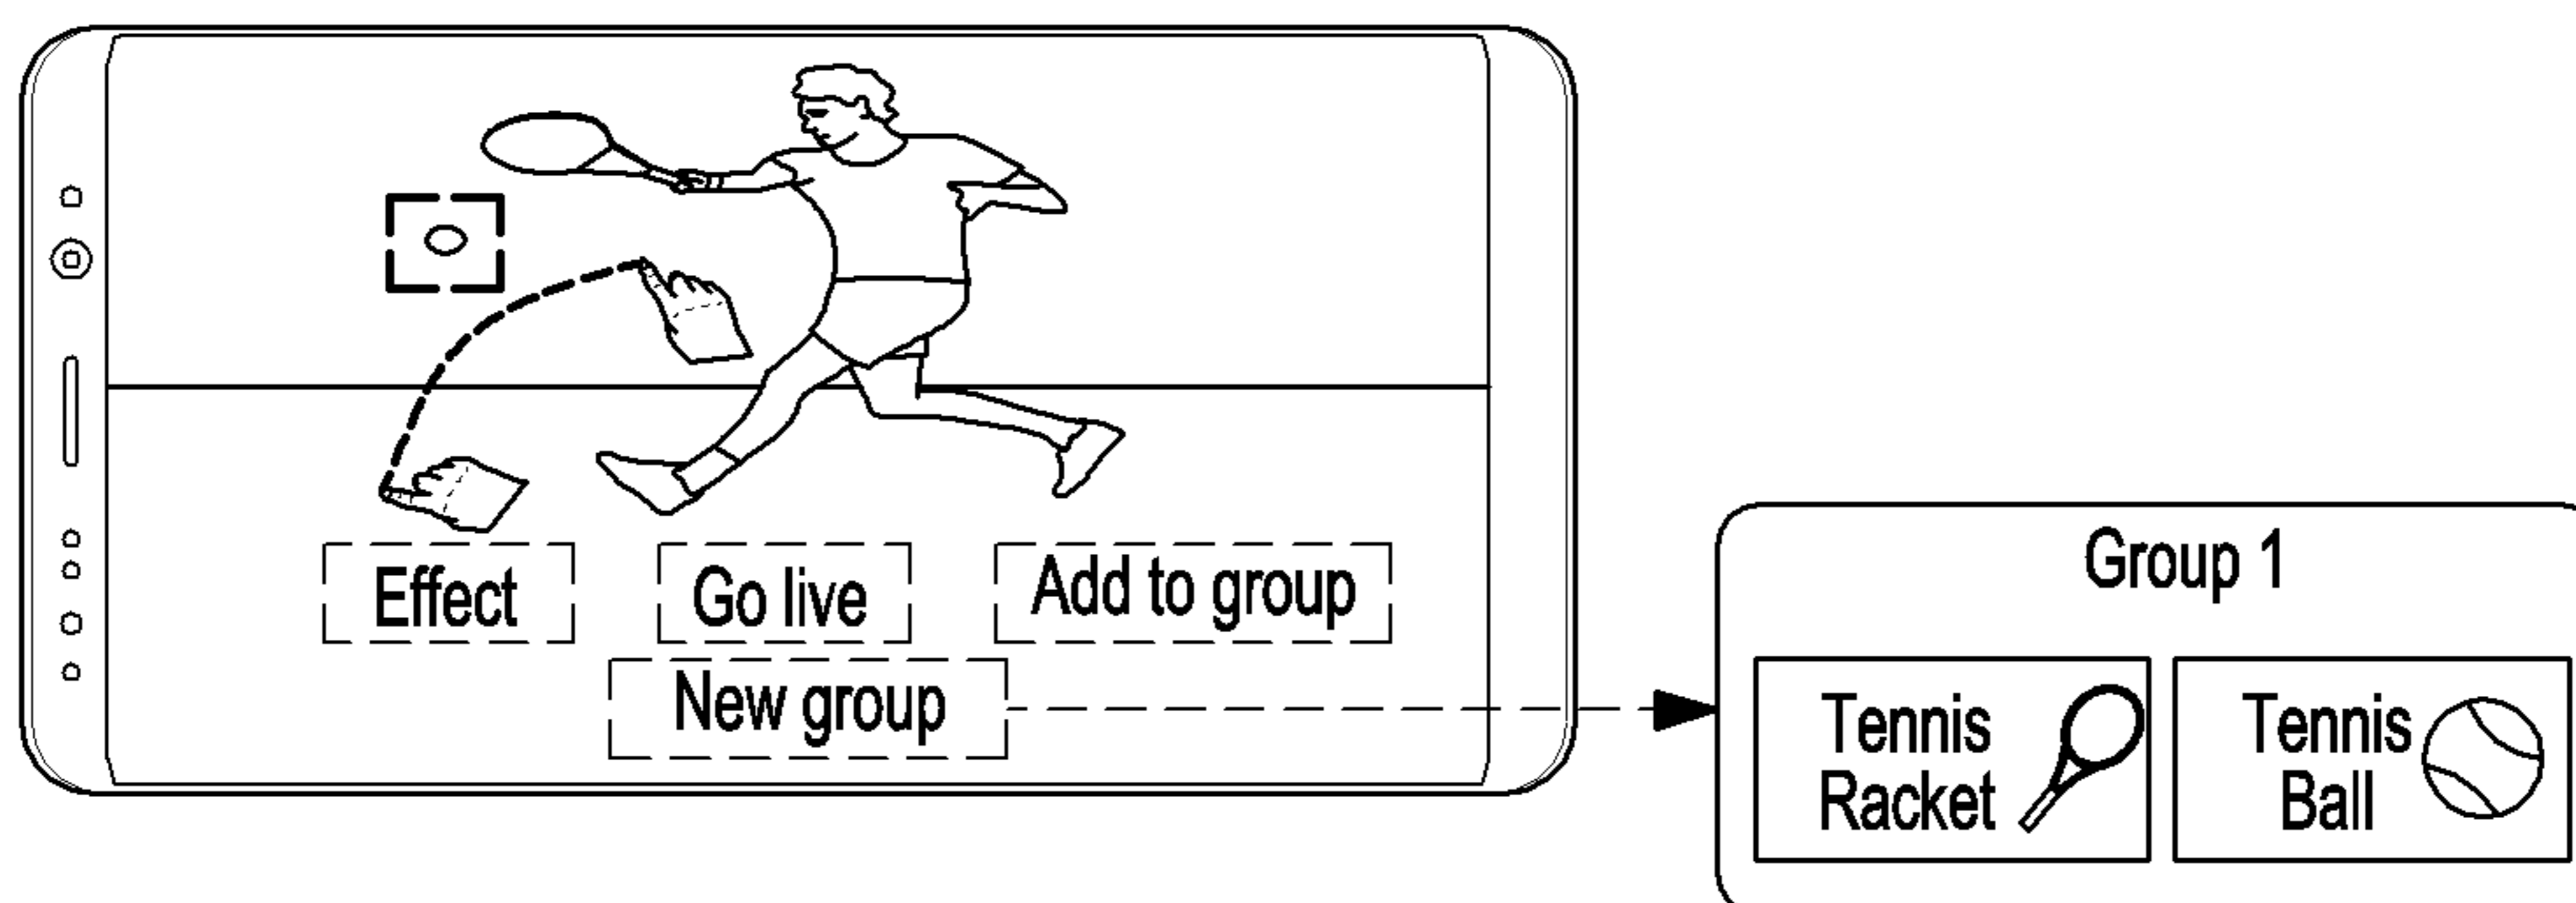 Effect
Go live
Add to group
New group
Group 1
Tennis
Racket
Tennis
Ball